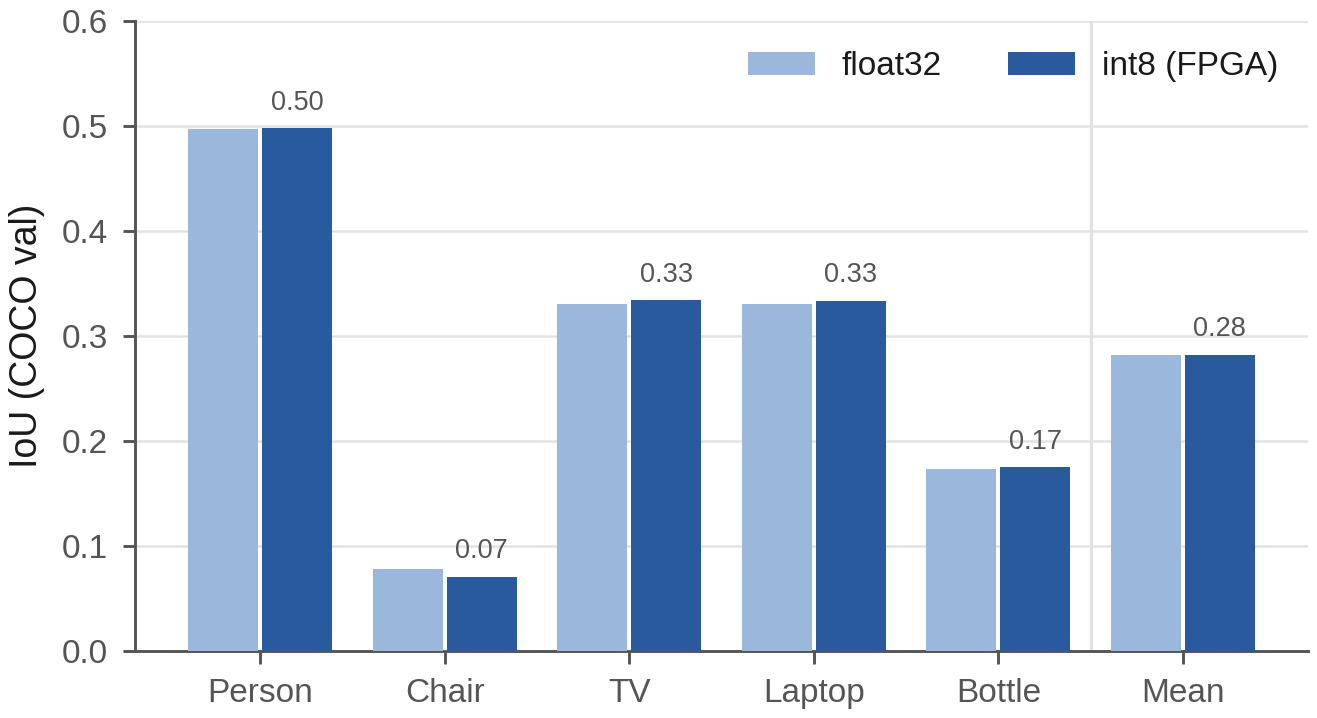 0.6
0.5
0.4
0.3
0.2
0.1
0.0
IoU (COCO val)
float32
int8 (FPGA)
0.50
0.07
0.33
0.33
0.17
0.28
Person
Chair
TV
Laptop
Bottle
Mean